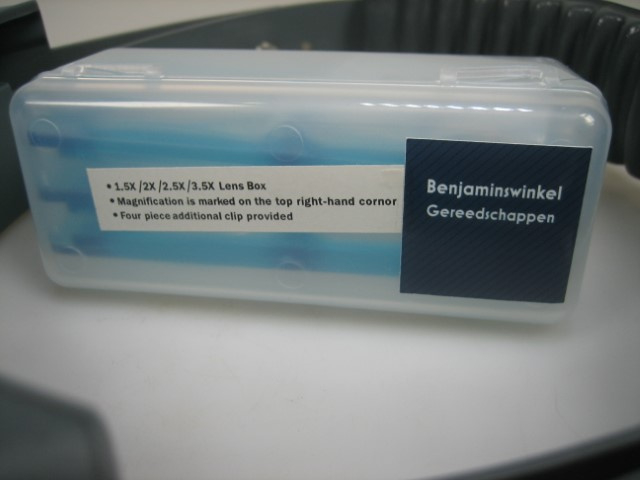 • 1.5X /2X /2.5X /3.5X Lens Box
• Magnification is marked on the top right-hand cornor
• Four piece additional clip provided
Benjaminswinkel
Gereedschappen